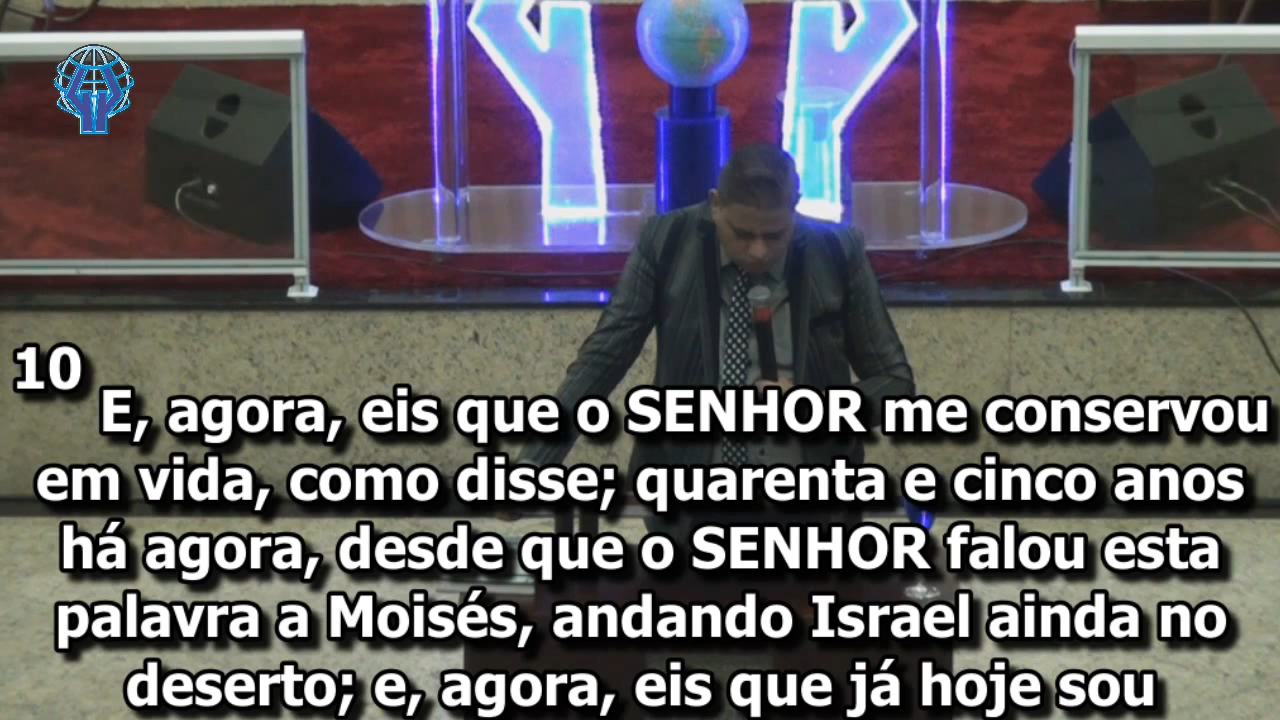 10
E, agora, eis que o SENHOR me conservou
em vida, como disse; quarenta e cinco anos
há agora, desde que o SENHOR falou esta
palavra a Moisés, andando Israel ainda no
deserto; e, agora, eis que já hoje sou